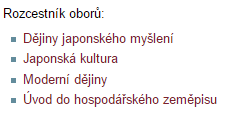 Rozcestník oborů:
Dějiny japonského myšlení
Japonská kultura
Moderní dějiny
Úvod do hospodářského zeměpisu